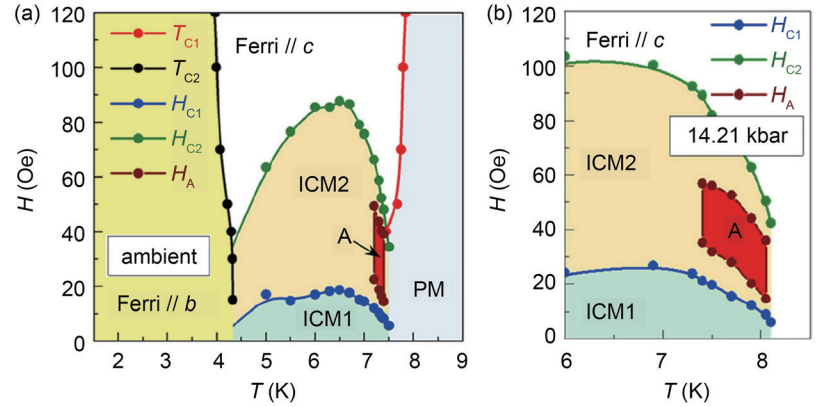 (a)
120
100
80
60
40
20
0
H (Oe)
T_C1
T_C2
H_C1
H_C2
H_A
Ferri // c
ICM2
A
ambient
Ferri // b
ICM1
PM
2 3 4 5 6 7 8 9
T (K)
(b)
120
100
80
60
40
20
0
H (Oe)
Ferri // c
H_C1
H_C2
H_A
14.21 kbar
ICM2
A
ICM1
6 7 8
T (K)